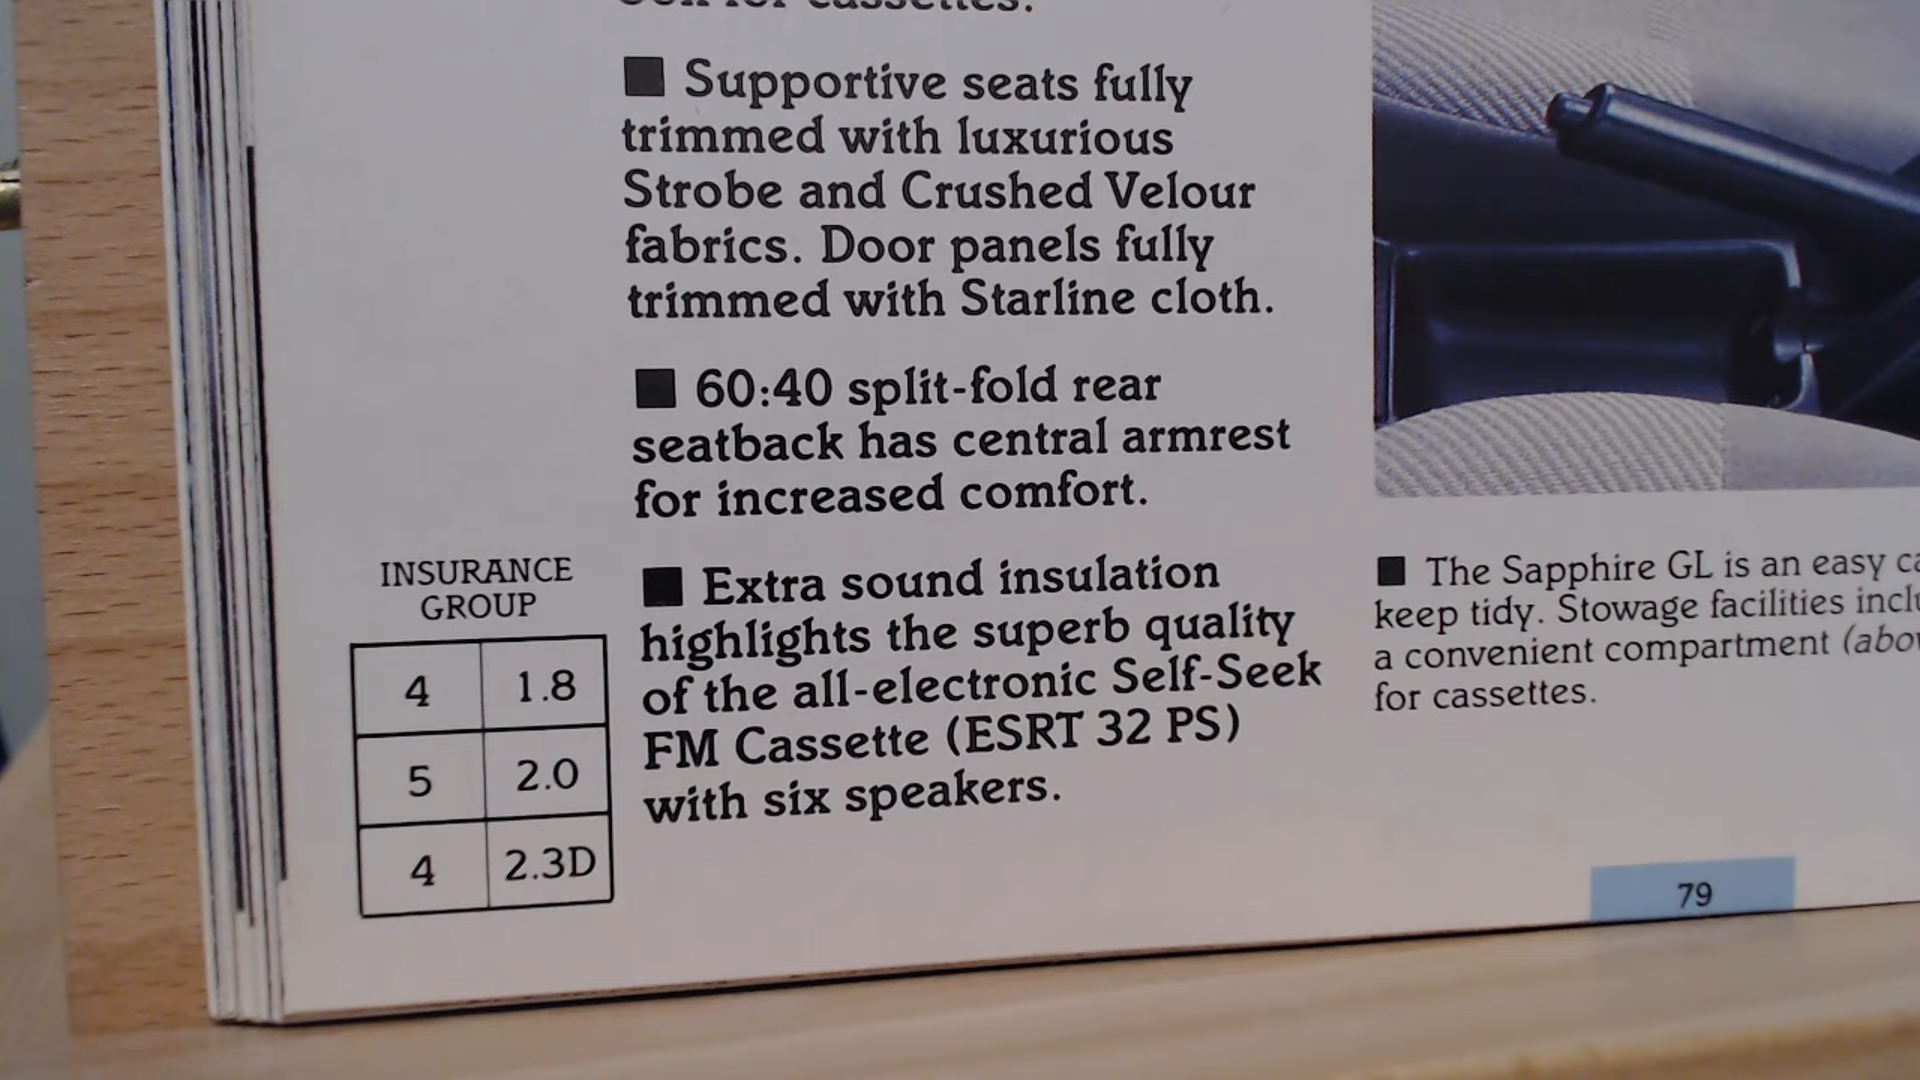 for cassettes.
■ Supportive seats fully
trimmed with luxurious
Strobe and Crushed Velour
fabrics. Door panels fully
trimmed with Starline cloth.
■ 60:40 split-fold rear
seatback has central armrest
for increased comfort.
■ Extra sound insulation
highlights the superb quality
of the all-electronic Self-Seek
FM Cassette (ESRT 32 PS)
with six speakers.
INSURANCE
GROUP
4 1.8
5 2.0
4 2.3D
■ The Sapphire GL is an easy
keep tidy. Stowage facilities
a convenient compartment
for cassettes.
79